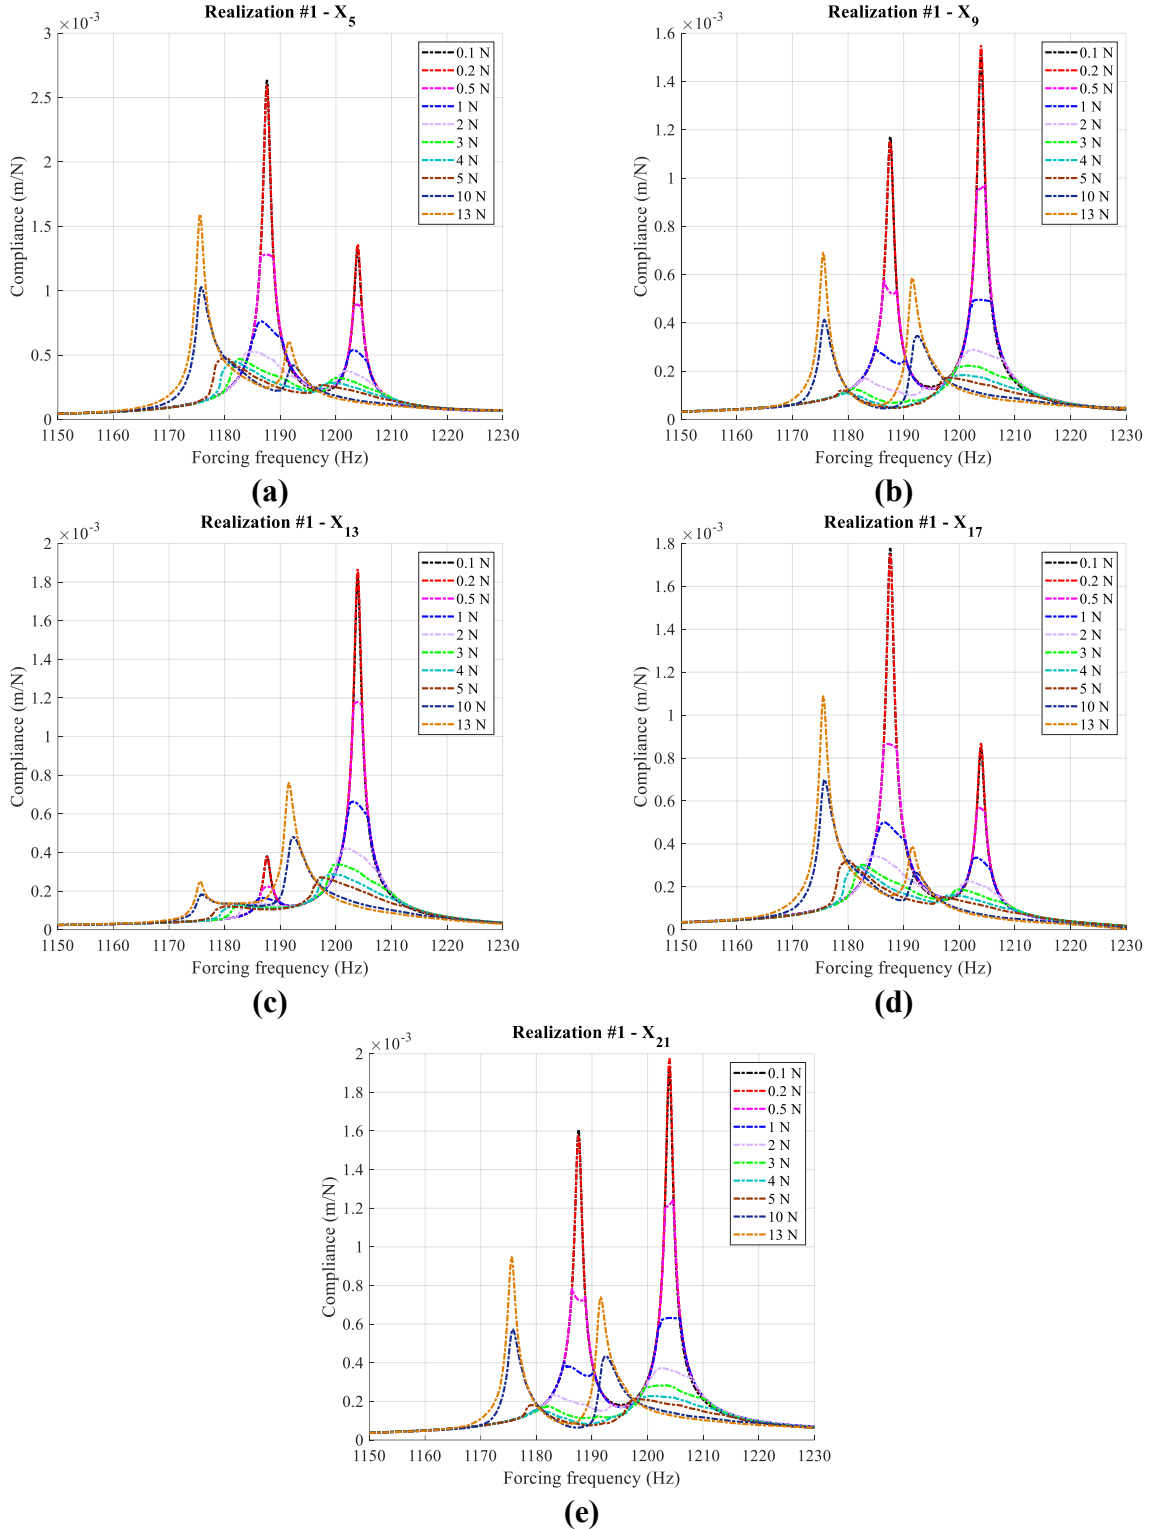 Realization #1 - X5
×10-3
3
2.5
2
1.5
1
0.5
0
Compliance (m/N)
1150 1160 1170 1180 1190 1200 1210 1220 1230
Forcing frequency (Hz)
0.1 N
0.2 N
0.5 N
1 N
2 N
3 N
4 N
5 N
10 N
13 N
(a)
Realization #1 - X9
×10-3
1.6
1.4
1.2
1
0.8
0.6
0.4
0.2
0
Compliance (m/N)
1150 1160 1170 1180 1190 1200 1210 1220 1230
Forcing frequency (Hz)
0.1 N
0.2 N
0.5 N
1 N
2 N
3 N
4 N
5 N
10 N
13 N
(b)
Realization #1 - X13
×10-3
2
1.8
1.6
1.4
1.2
1
0.8
0.6
0.4
0.2
0
Compliance (m/N)
1150 1160 1170 1180 1190 1200 1210 1220 1230
Forcing frequency (Hz)
0.1 N
0.2 N
0.5 N
1 N
2 N
3 N
4 N
5 N
10 N
13 N
(c)
Realization #1 - X17
×10-3
1.8
1.6
1.4
1.2
1
0.8
0.6
0.4
0.2
0
Compliance (m/N)
1150 1160 1170 1180 1190 1200 1210 1220 1230
Forcing frequency (Hz)
0.1 N
0.2 N
0.5 N
1 N
2 N
3 N
4 N
5 N
10 N
13 N
(d)
Realization #1 - X21
×10-3
2
1.8
1.6
1.4
1.2
1
0.8
0.6
0.4
0.2
0
Compliance (m/N)
1150 1160 1170 1180 1190 1200 1210 1220 1230
Forcing frequency (Hz)
0.1 N
0.2 N
0.5 N
1 N
2 N
3 N
4 N
5 N
10 N
13 N
(e)